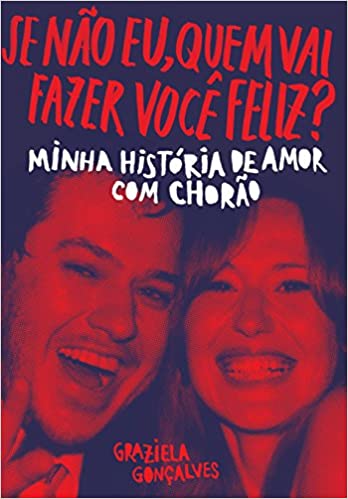 SE NÃO EU, QUEM VAI
FAZER VOCÊ FELIZ?
MINHA HISTÓRIA DE AMOR
COM CHORÃO
GRAZIELA
GONÇALVES